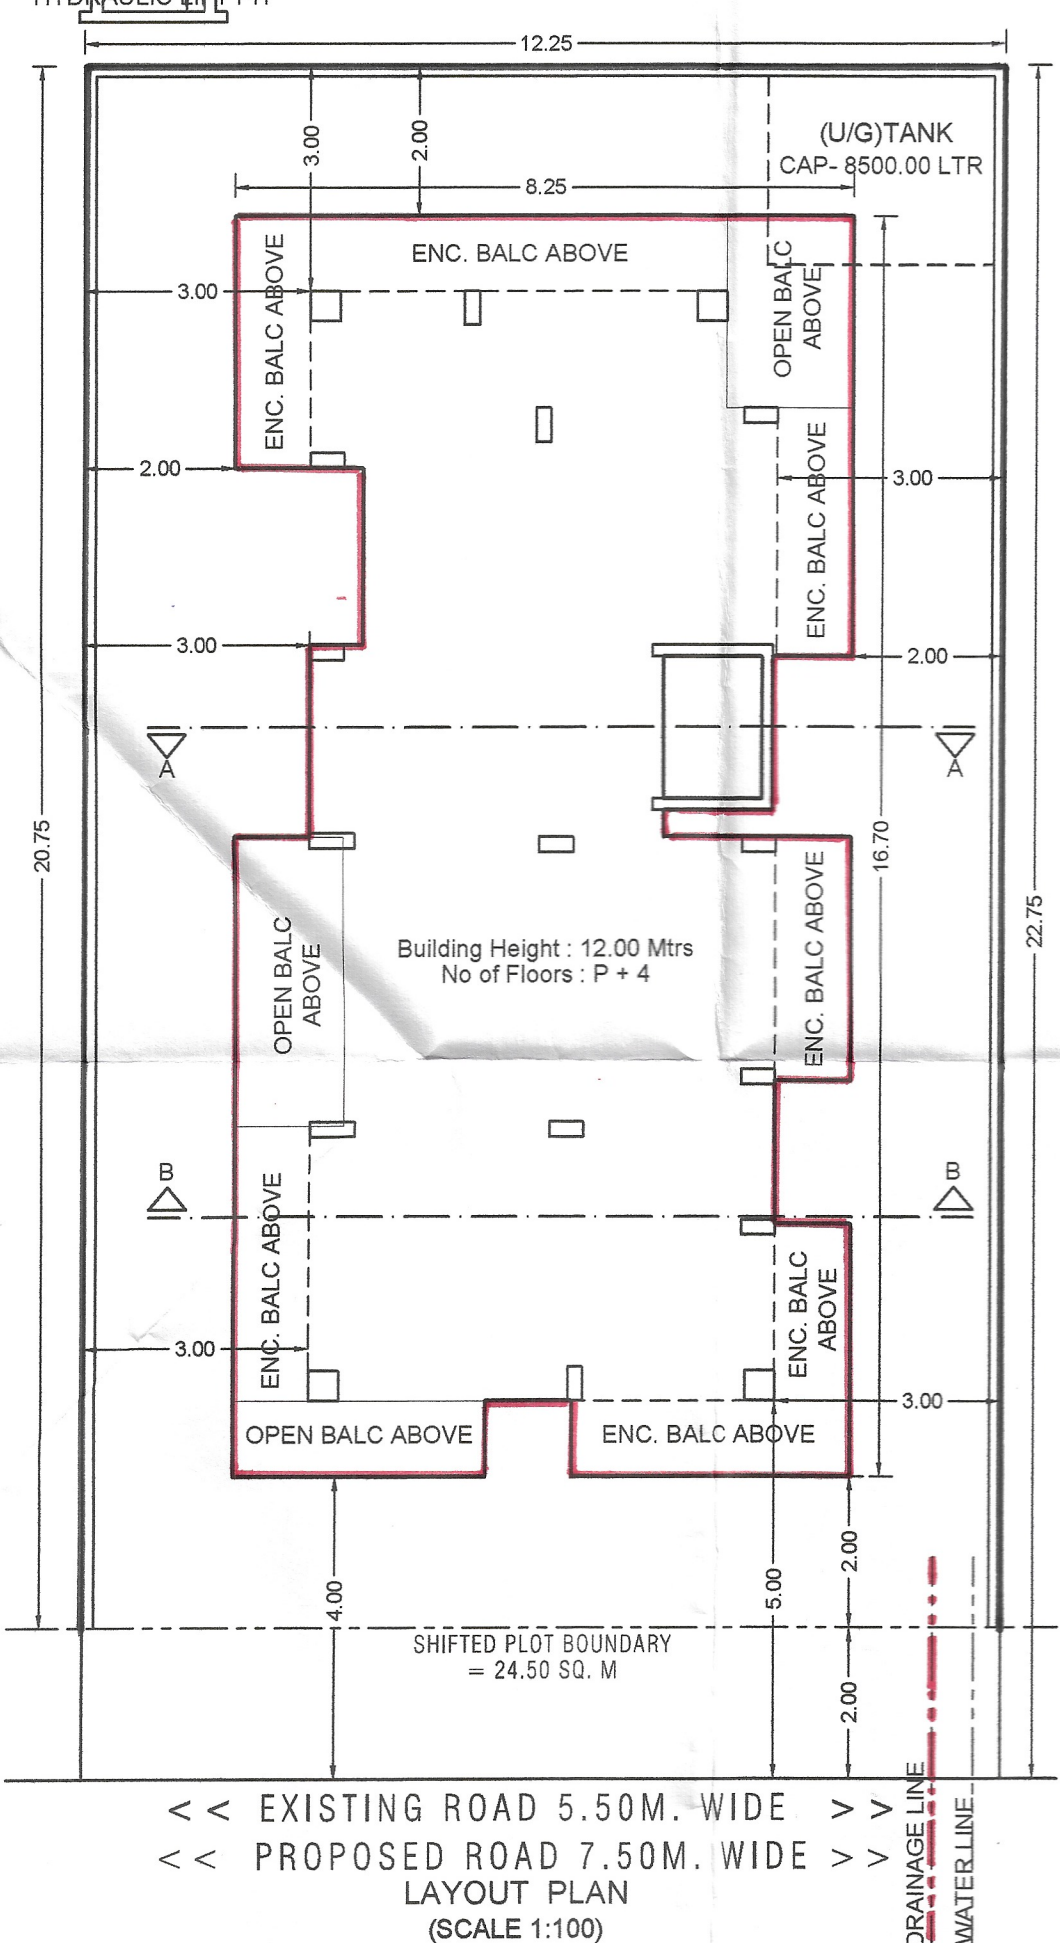 HYDRAULIC LIFT PIT
12.25
3.00
2.00
(U/G)TANK
CAP- 8500.00 LTR
8.25
ENC. BALC ABOVE
ENC. BALC ABOVE
OPEN BALC
ABOVE
3.00
2.00
ENC. BALC ABOVE
3.00
3.00
2.00
A
A
20.75
16.70
22.75
OPEN BALC
ABOVE
Building Height : 12.00 Mtrs
No of Floors : P + 4
ENC. BALC ABOVE
B
B
ENC. BALC ABOVE
ENC. BALC
ABOVE
3.00
3.00
OPEN BALC ABOVE
ENC. BALC ABOVE
4.00
5.00
2.00
SHIFTED PLOT BOUNDARY
= 24.50 SQ. M
2.00
<< EXISTING ROAD 5.50M. WIDE >>
<< PROPOSED ROAD 7.50M. WIDE >>
LAYOUT PLAN
(SCALE 1:100)
DRAINAGE LINE
WATER LINE